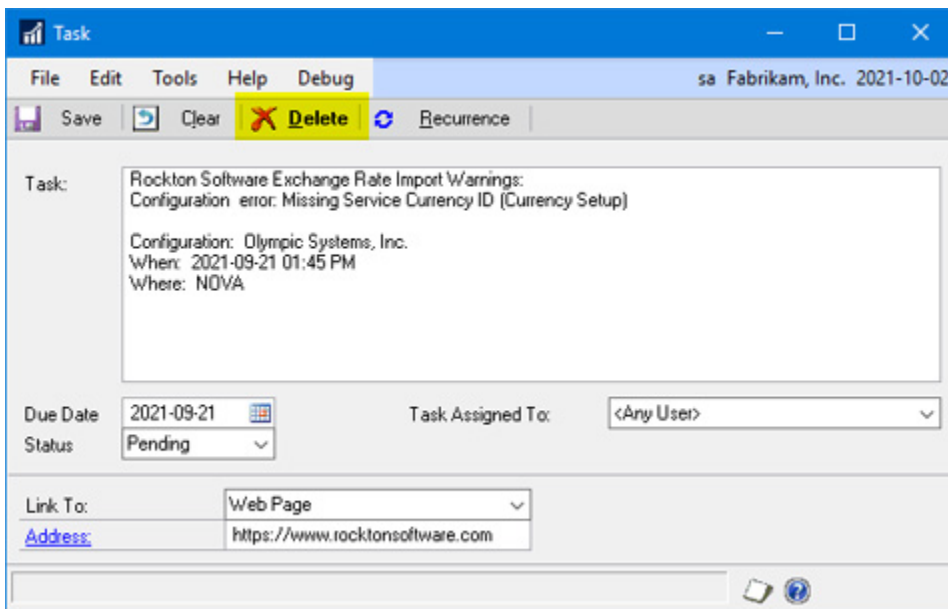 Task
File Edit Tools Help Debug sa Fabrikam, Inc. 2021-10-02
Save Clear Delete Recurrence
Task:
Rockton Software Exchange Rate Import Warnings:
Configuration error: Missing Service Currency ID (Currency Setup)
Configuration: Olympic Systems, Inc.
When: 2021-09-21 01:45 PM
Where: NOVA
Due Date 2021-09-21 Task Assigned To: <Any User>
Status Pending
Link To: Web Page
Address: https://www.rocktonsoftware.com